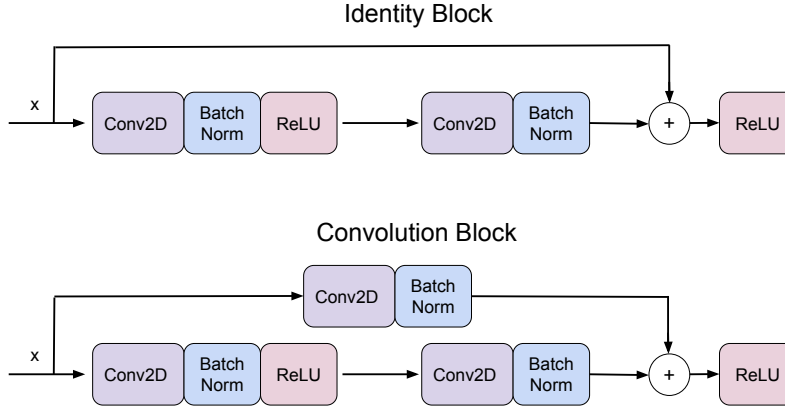 Identity Block
x
Conv2D
Batch
Norm
ReLU
Conv2D
Batch
Norm
+
ReLU
Convolution Block
Conv2D
Batch
Norm
x
Conv2D
Batch
Norm
ReLU
Conv2D
Batch
Norm
+
ReLU